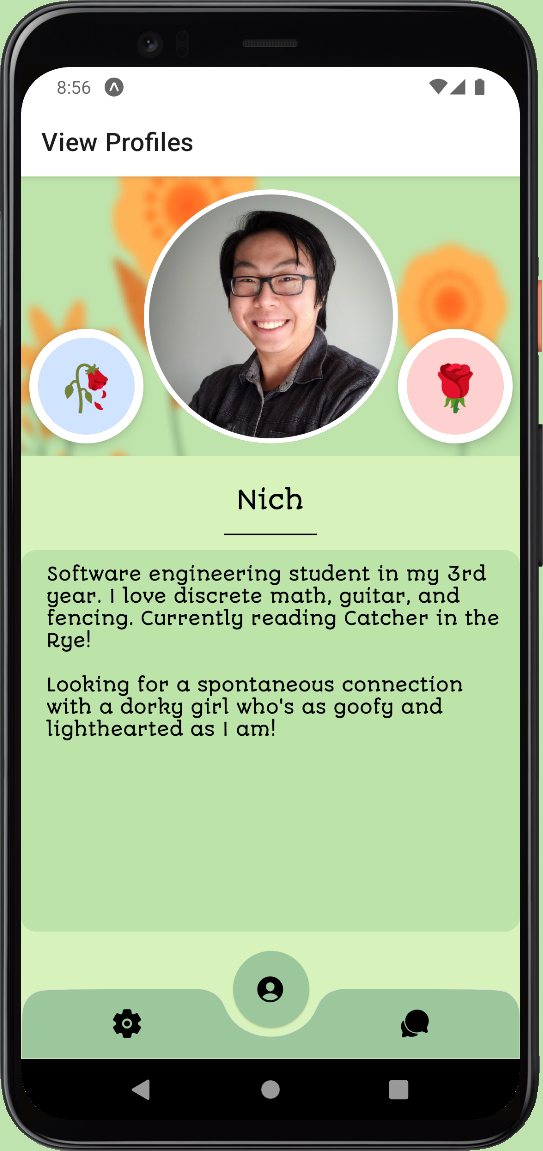 8:56
View Profiles
Nich
Software engineering student in my 3rd
year. I love discrete math, guitar, and
fencing. Currently reading Catcher in the
Rye!
Looking for a spontaneous connection
with a dorky girl who's as goofy and
lighthearted as I am!